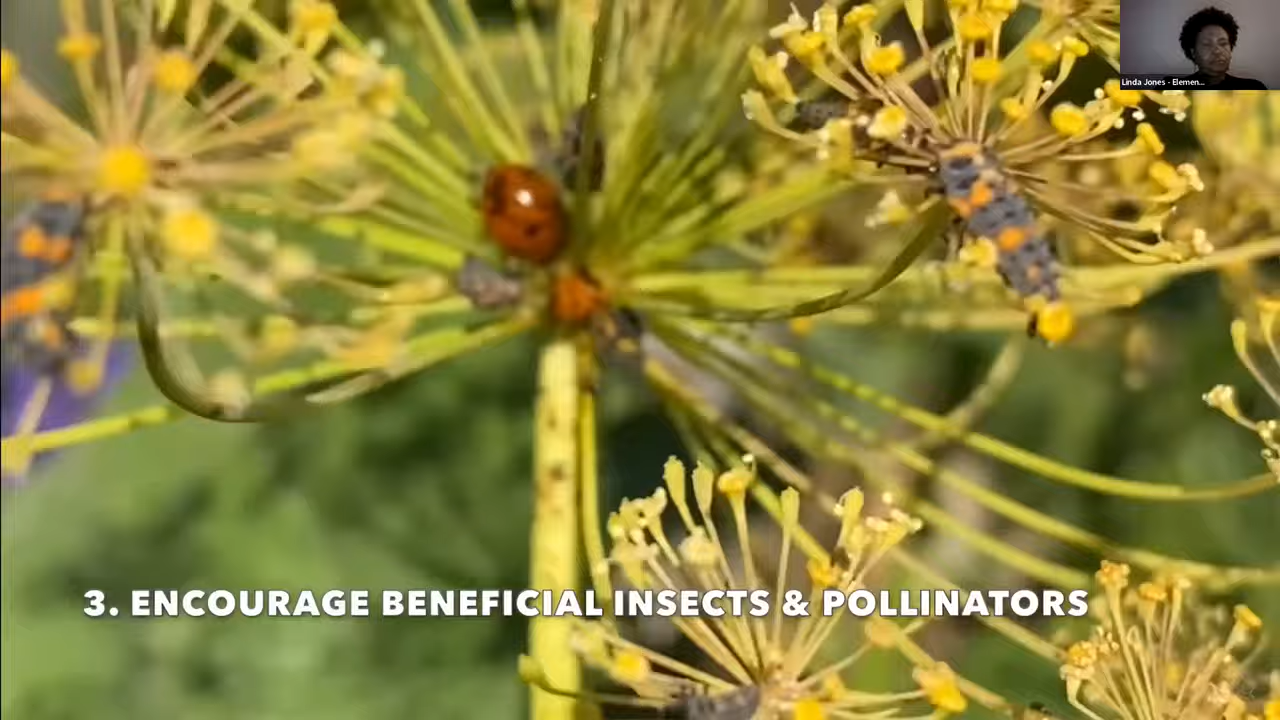 Linda Jones - Elemen...
3. ENCOURAGE BENEFICIAL INSECTS & POLLINATORS